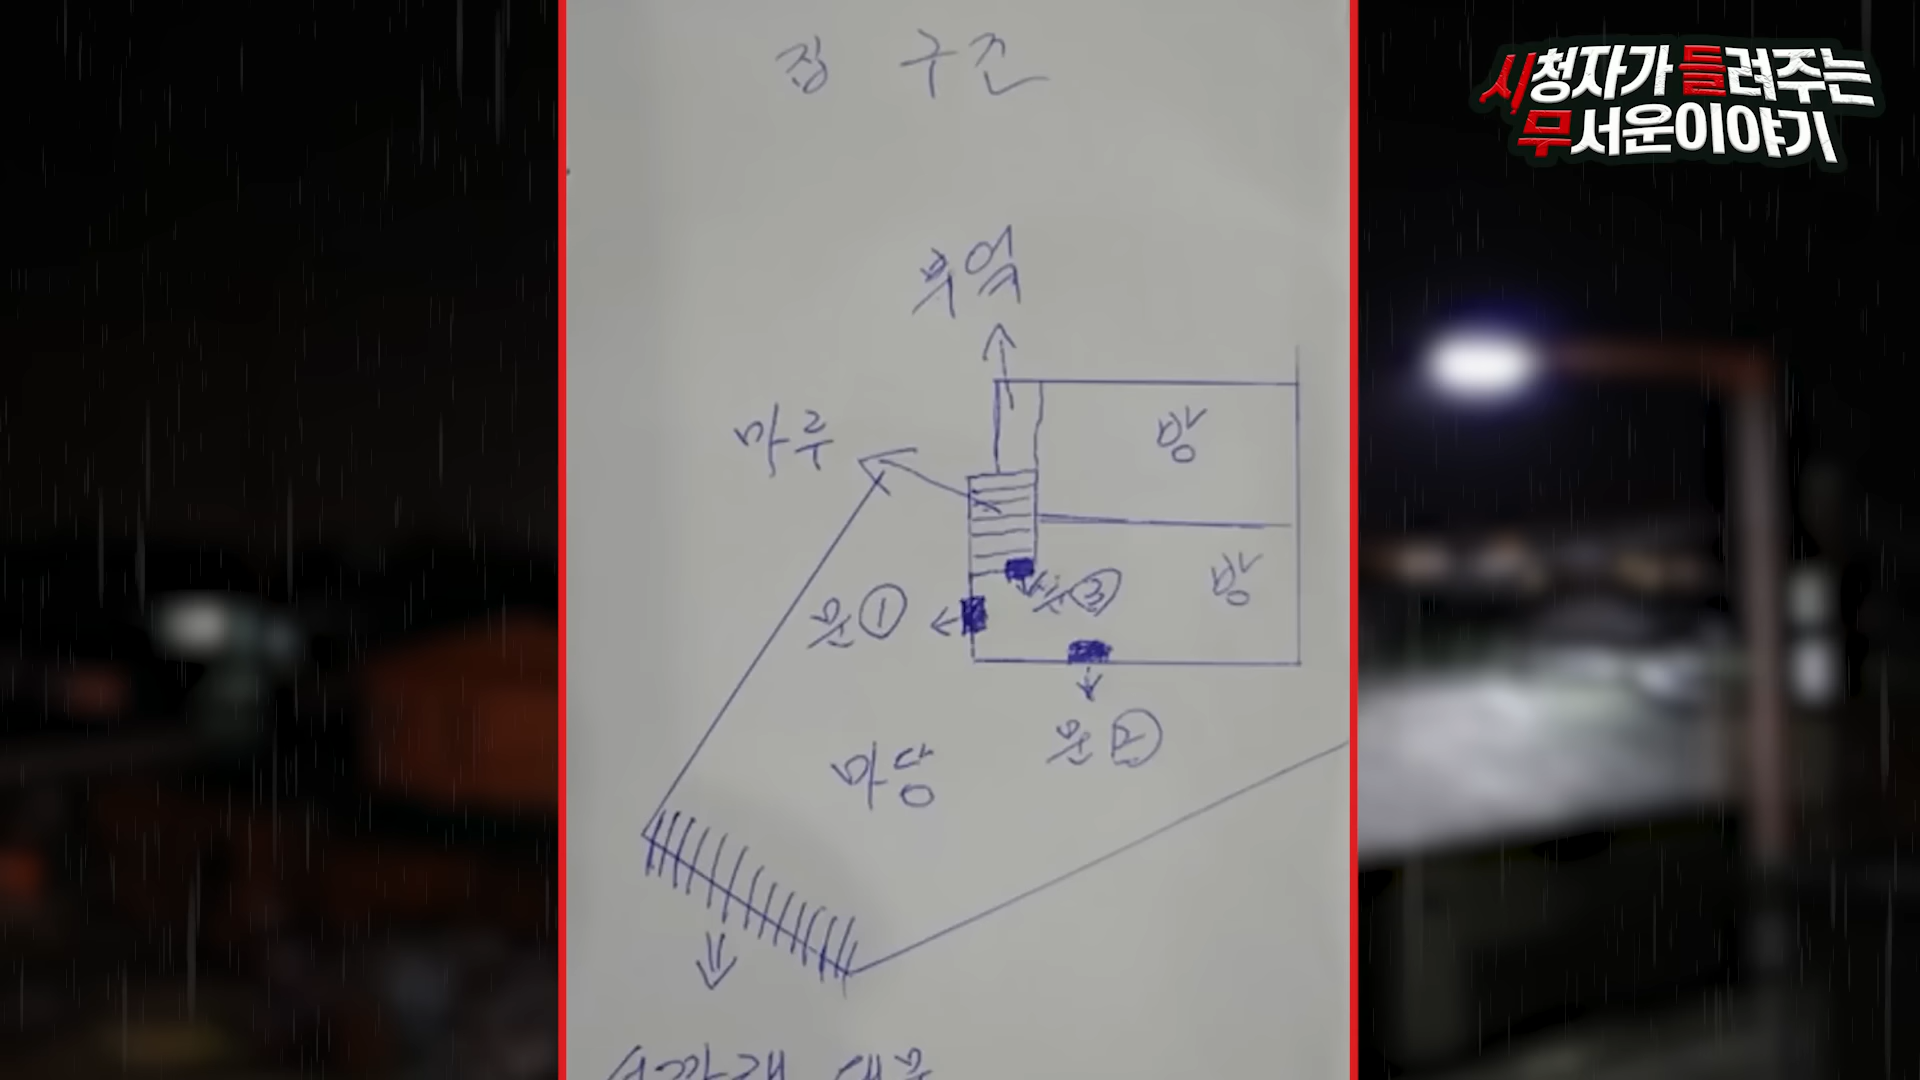 시청자가 들려주는
무서운이야기
집 구조
부엌
마루
방
방
문①
문③
문②
마당